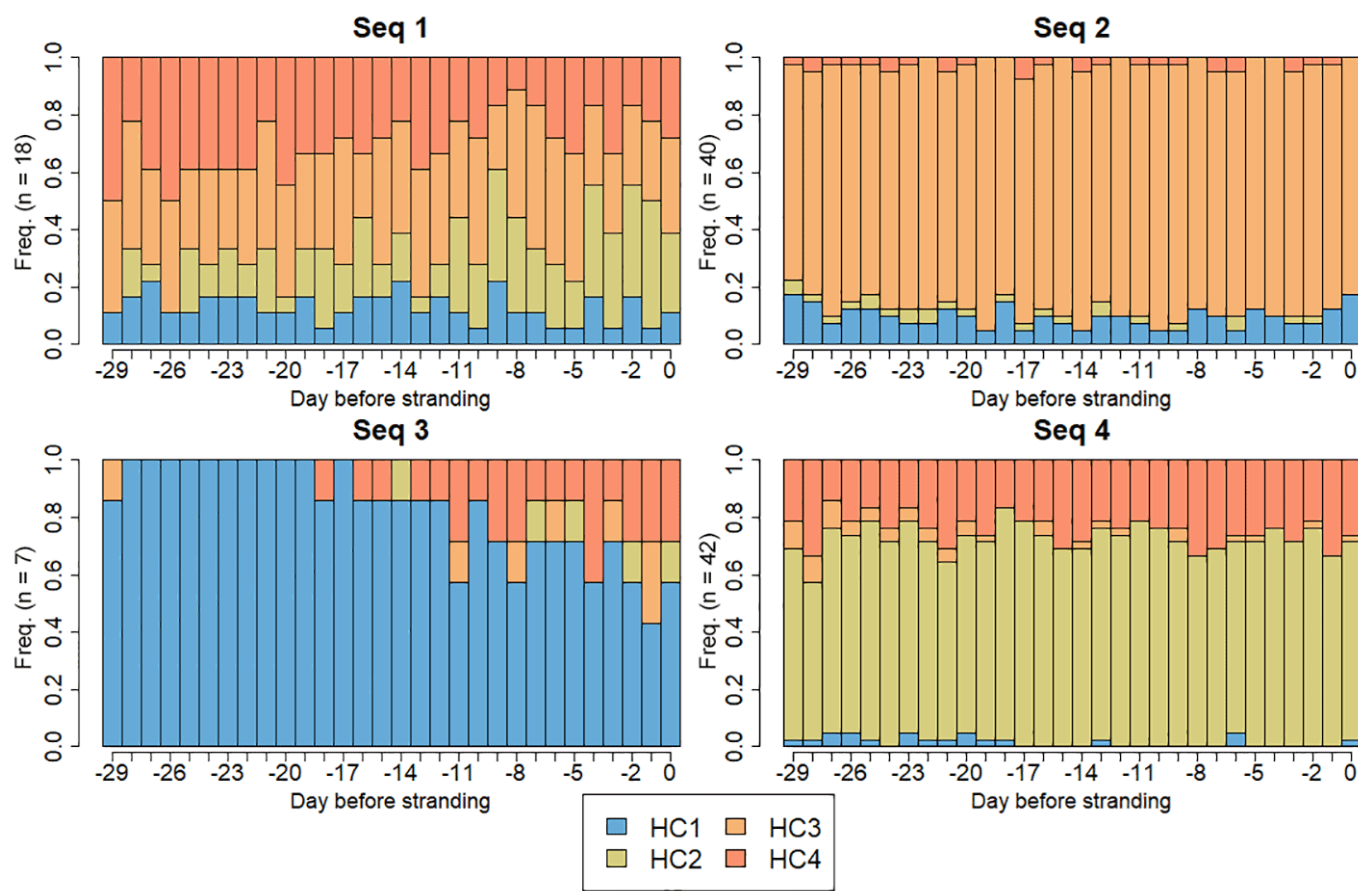 Seq 1
Freq. (n = 18)
0.0 0.2 0.4 0.6 0.8 1.0
-29 -26 -23 -20 -17 -14 -11 -8 -5 -2 0
Day before stranding
Seq 2
Freq. (n = 40)
0.0 0.2 0.4 0.6 0.8 1.0
-29 -26 -23 -20 -17 -14 -11 -8 -5 -2 0
Day before stranding
Seq 3
Freq. (n = 7)
0.0 0.2 0.4 0.6 0.8 1.0
-29 -26 -23 -20 -17 -14 -11 -8 -5 -2 0
Day before stranding
Seq 4
Freq. (n = 42)
0.0 0.2 0.4 0.6 0.8 1.0
-29 -26 -23 -20 -17 -14 -11 -8 -5 -2 0
Day before stranding
HC1 HC3
HC2 HC4